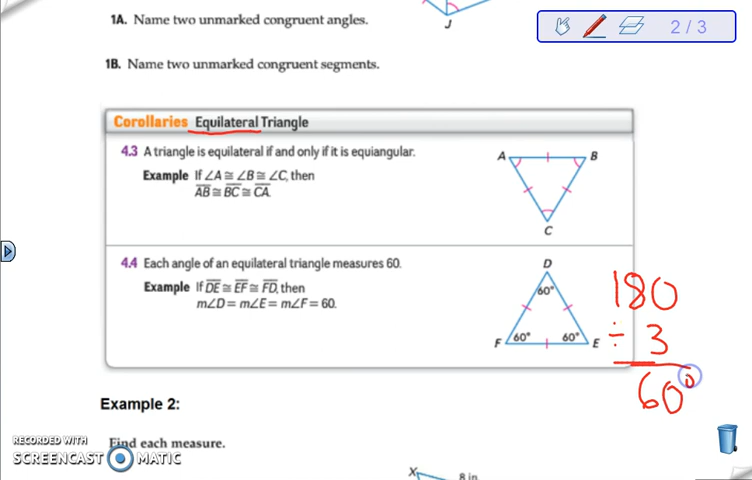 1A. Name two unmarked congruent angles.
J
2 / 3
1B. Name two unmarked congruent segments.
Corollaries Equilateral Triangle
4.3 A triangle is equilateral if and only if it is equiangular.
Example If ∠A ≅ ∠B ≅ ∠C, then
AB ≅ BC ≅ CA.
A
B
C
4.4 Each angle of an equilateral triangle measures 60.
Example If DE ≅ EF ≅ FD, then
m∠D = m∠E = m∠F = 60.
D
60°
F 60° 60° E
180
÷ 3
60°
Example 2:
Find each measure.
RECORDED WITH
SCREENCAST MATIC
X
8 in.